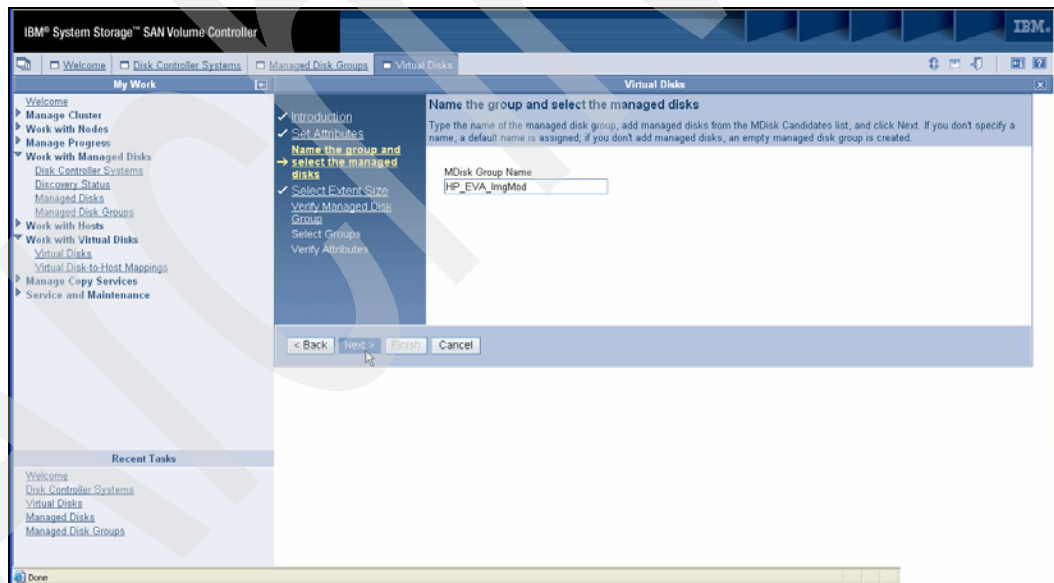 IBM® System Storage™ SAN Volume Controller
IBM®
Welcome
Disk Controller Systems
Managed Disk Groups
Virtual Disks
My Work
Welcome
Manage Cluster
Work with Nodes
Manage Progress
Work with Managed Disks
Disk Controller Systems
Discovery Status
Managed Disks
Managed Disk Groups
Work with Hosts
Work with Virtual Disks
Virtual Disks
Virtual Disk-to-Host Mappings
Manage Copy Services
Service and Maintenance
Recent Tasks
Welcome
Disk Controller Systems
Virtual Disks
Managed Disks
Managed Disk Groups
Virtual Disks
Introduction
Set Attributes
Name the group and
select the managed
disks
Select Extent Size
Verify Managed Disk
Group
Select Groups
Verify Attributes
Name the group and select the managed disks
Type the name of the managed disk group, add managed disks from the MDisk Candidates list, and click Next. If you don't specify a
name, a default name is assigned; if you don't add managed disks, an empty managed disk group is created.
MDisk Group Name
HP_EVA_ImgMod
< Back
Next >
Finish
Cancel
Done